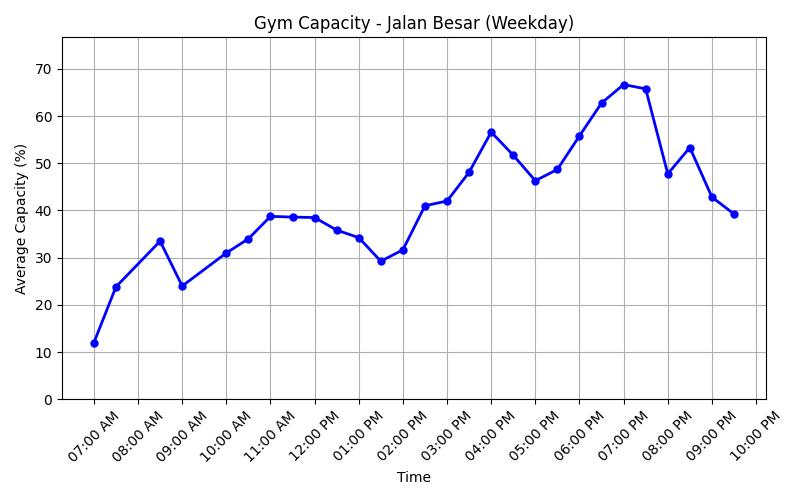 Gym Capacity - Jalan Besar (Weekday)
Average Capacity (%)
70
60
50
40
30
20
10
0
07:00 AM
08:00 AM
09:00 AM
10:00 AM
11:00 AM
12:00 PM
01:00 PM
02:00 PM
03:00 PM
04:00 PM
05:00 PM
06:00 PM
07:00 PM
08:00 PM
09:00 PM
10:00 PM
Time